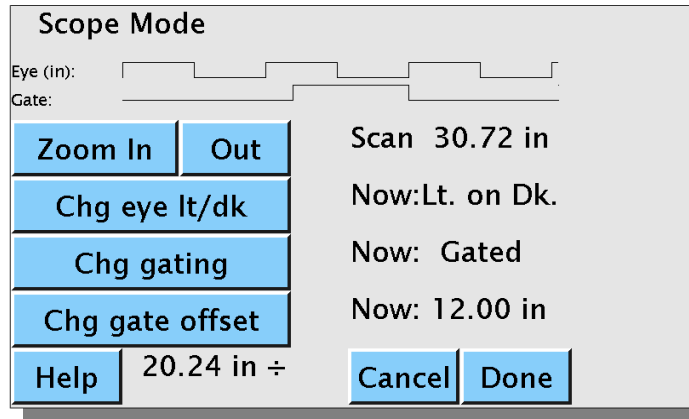 Scope Mode
Eye (in):
Gate:
Zoom In Out Scan 30.72 in
Chg eye lt/dk Now:Lt. on Dk.
Chg gating Now: Gated
Chg gate offset Now: 12.00 in
Help 20.24 in ÷ Cancel Done